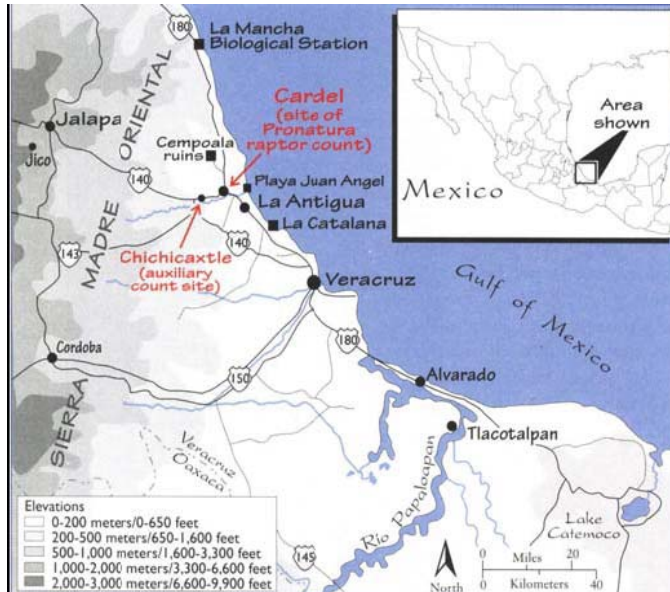 180
La Mancha
Biological Station
Cardel
(site of
Pronatura
raptor count)
ORIENTAL
Jalapa
Jico
Cempoala
ruins
140
Playa Juan Angel
La Antigua
La Catalana
MADRE
Chichicaxtle
(auxiliary
count site)
140
143
Veracruz
Area
shown
Mexico
Gulf of Mexico
Cordoba
180
150
Alvarado
Tlacotalpan
SIERRA
Veracruz
Oaxaca
Rio Papaloapan
145
Lake
Catemoco
Elevations
0-200 meters/0-650 feet
200-500 meters/650-1,600 feet
500-1,000 meters/1,600-3,300 feet
1,000-2,000 meters/3,300-6,600 feet
2,000-3,000 meters/6,600-9,900 feet
North
Miles
0 20
0 40
Kilometers